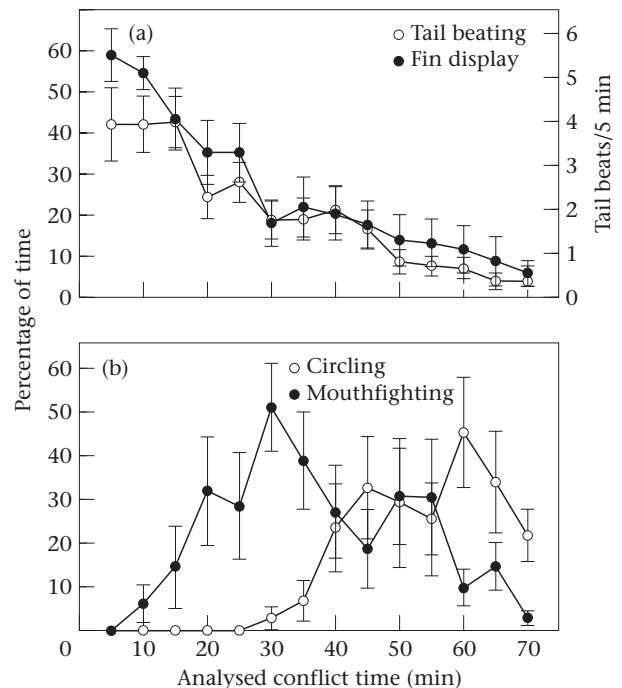 (a)
Tail beating
Fin display
60
50
40
30
20
10
0
6
5
4
3
2
1
0
Tail beats/5 min
Percentage of time
(b)
Circling
Mouthfighting
60
50
40
30
20
10
0 10 20 30 40 50 60 70
Analysed conflict time (min)